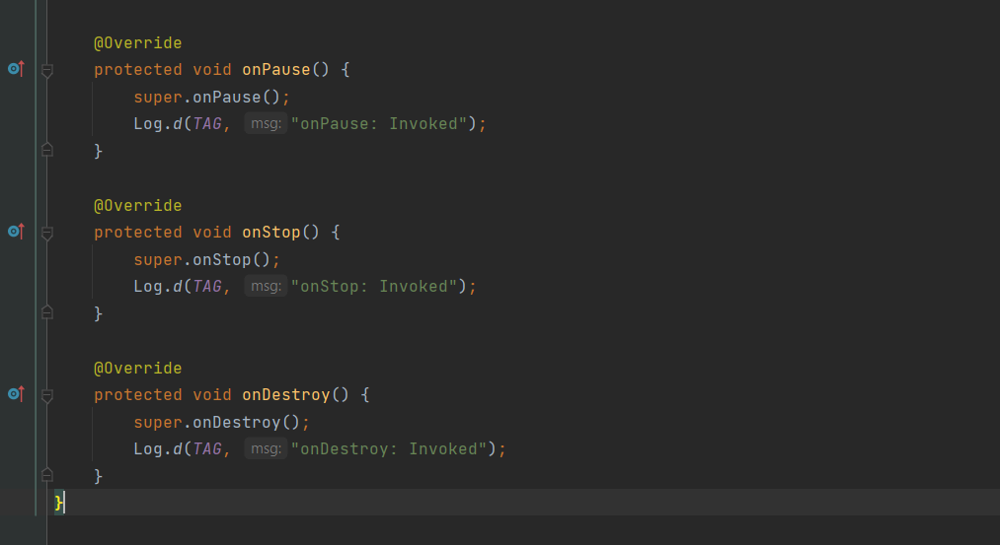 @Override
protected void onPause() {
super.onPause();
Log.d(TAG, msg: "onPause: Invoked");
}
@Override
protected void onStop() {
super.onStop();
Log.d(TAG, msg: "onStop: Invoked");
}
@Override
protected void onDestroy() {
super.onDestroy();
Log.d(TAG, msg: "onDestroy: Invoked");
}
}